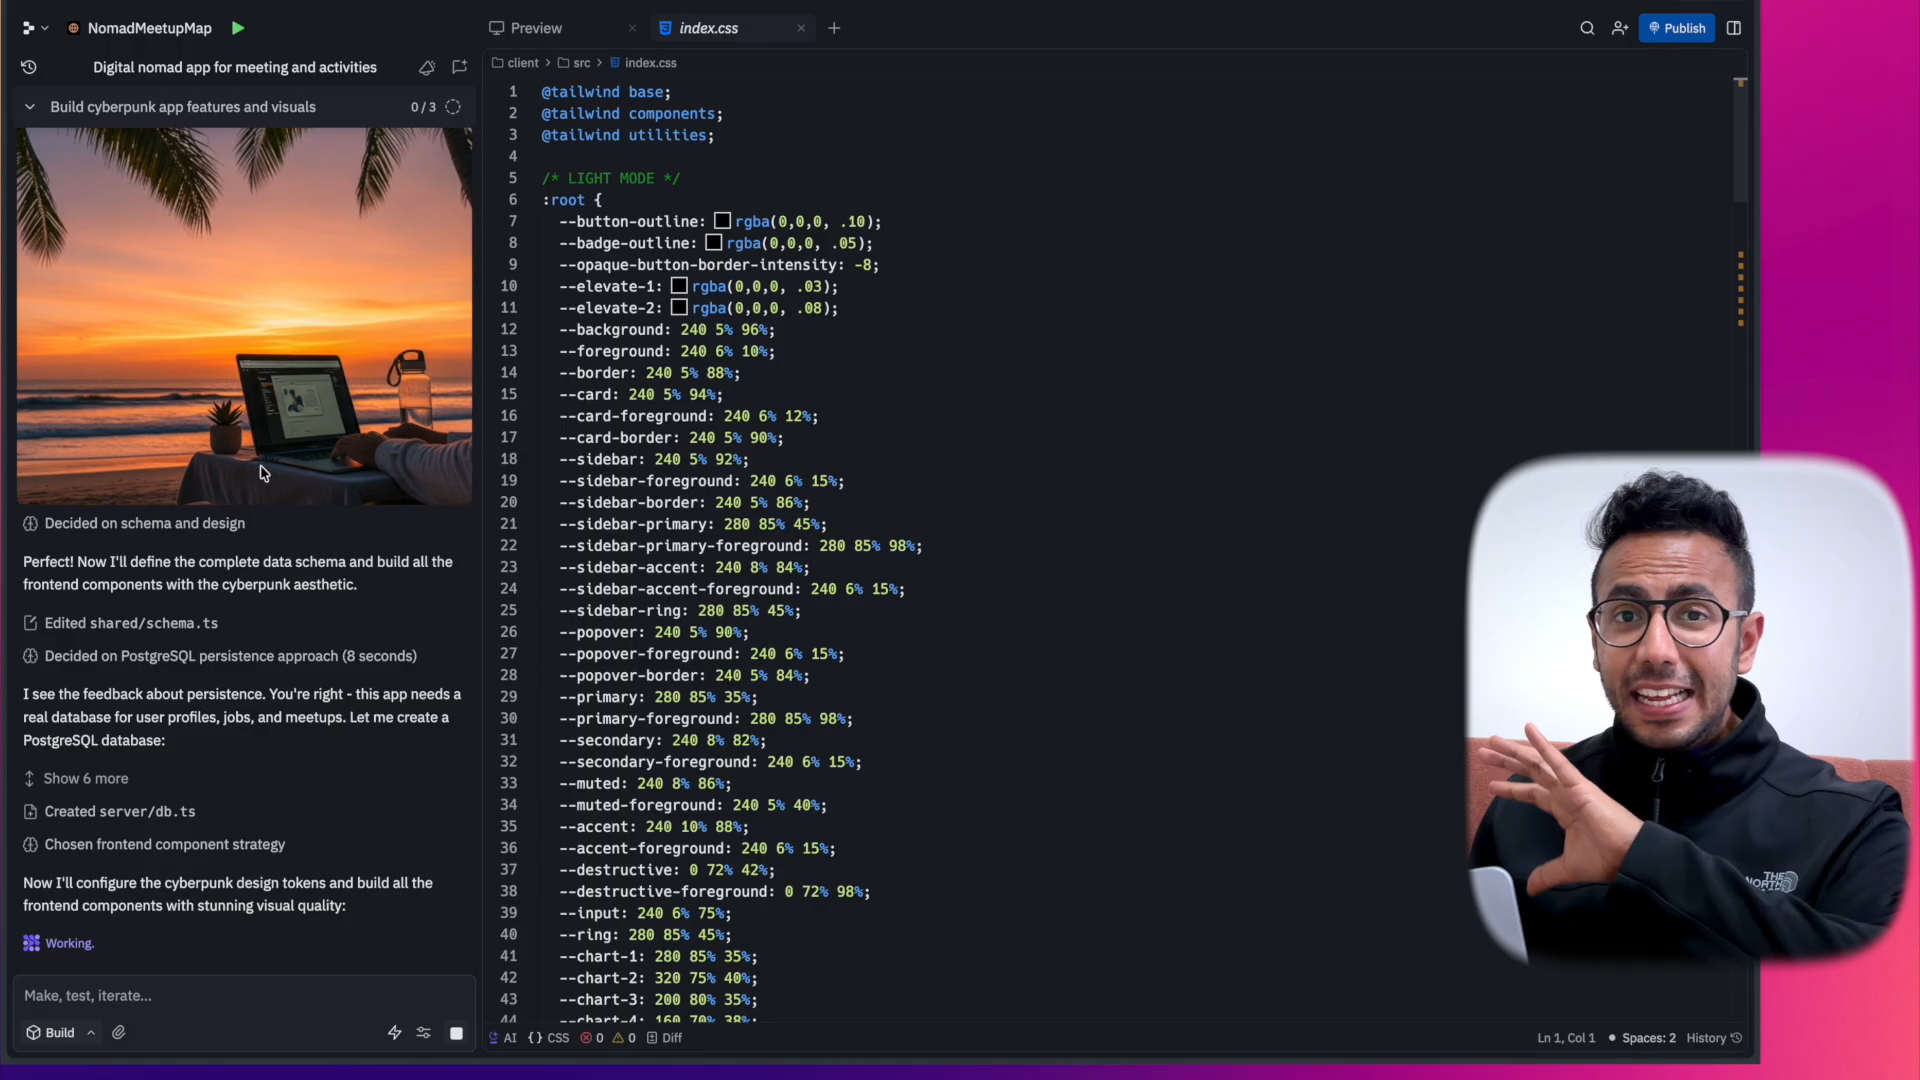 NomadMeetupMap
Preview
index.css
Publish
Digital nomad app for meeting and activities
client
src
index.css
Build cyberpunk app features and visuals
0 / 3
Decided on schema and design
Perfect! Now I'll define the complete data schema and build all the
frontend components with the cyberpunk aesthetic.
Edited shared/schema.ts
Decided on PostgreSQL persistence approach (8 seconds)
I see the feedback about persistence. You're right - this app needs a
real database for user profiles, jobs, and meetups. Let me create a
PostgreSQL database:
Show 6 more
Created server/db.ts
Chosen frontend component strategy
Now I'll configure the cyberpunk design tokens and build all the
frontend components with stunning visual quality:
Working.
Make, test, iterate...
Build
1 @tailwind base;
2 @tailwind components;
3 @tailwind utilities;
4
5 /* LIGHT MODE */
6 :root {
7 --button-outline: rgba(0,0,0, .10);
8 --badge-outline: rgba(0,0,0, .05);
9 --opaque-button-border-intensity: -8;
10 --elevate-1: rgba(0,0,0, .03);
11 --elevate-2: rgba(0,0,0, .08);
12 --background: 240 5% 96%;
13 --foreground: 240 6% 10%;
14 --border: 240 5% 88%;
15 --card: 240 5% 94%;
16 --card-foreground: 240 6% 12%;
17 --card-border: 240 5% 90%;
18 --sidebar: 240 5% 92%;
19 --sidebar-foreground: 240 6% 15%;
20 --sidebar-border: 240 5% 86%;
21 --sidebar-primary: 280 85% 45%;
22 --sidebar-primary-foreground: 280 85% 98%;
23 --sidebar-accent: 240 8% 84%;
24 --sidebar-accent-foreground: 240 6% 15%;
25 --sidebar-ring: 280 85% 45%;
26 --popover: 240 5% 90%;
27 --popover-foreground: 240 6% 15%;
28 --popover-border: 240 5% 84%;
29 --primary: 280 85% 35%;
30 --primary-foreground: 280 85% 98%;
31 --secondary: 240 8% 82%;
32 --secondary-foreground: 240 6% 15%;
33 --muted: 240 8% 86%;
34 --muted-foreground: 240 5% 40%;
35 --accent: 240 10% 88%;
36 --accent-foreground: 240 6% 15%;
37 --destructive: 0 72% 42%;
38 --destructive-foreground: 0 72% 98%;
39 --input: 240 6% 75%;
40 --ring: 280 85% 45%;
41 --chart-1: 280 85% 35%;
42 --chart-2: 320 75% 40%;
43 --chart-3: 200 80% 35%;
44 --chart-4: 160 70% 38%;
AI {} CSS 0 0 Diff
Ln 1, Col 1 Spaces: 2 History
THE
NORTH